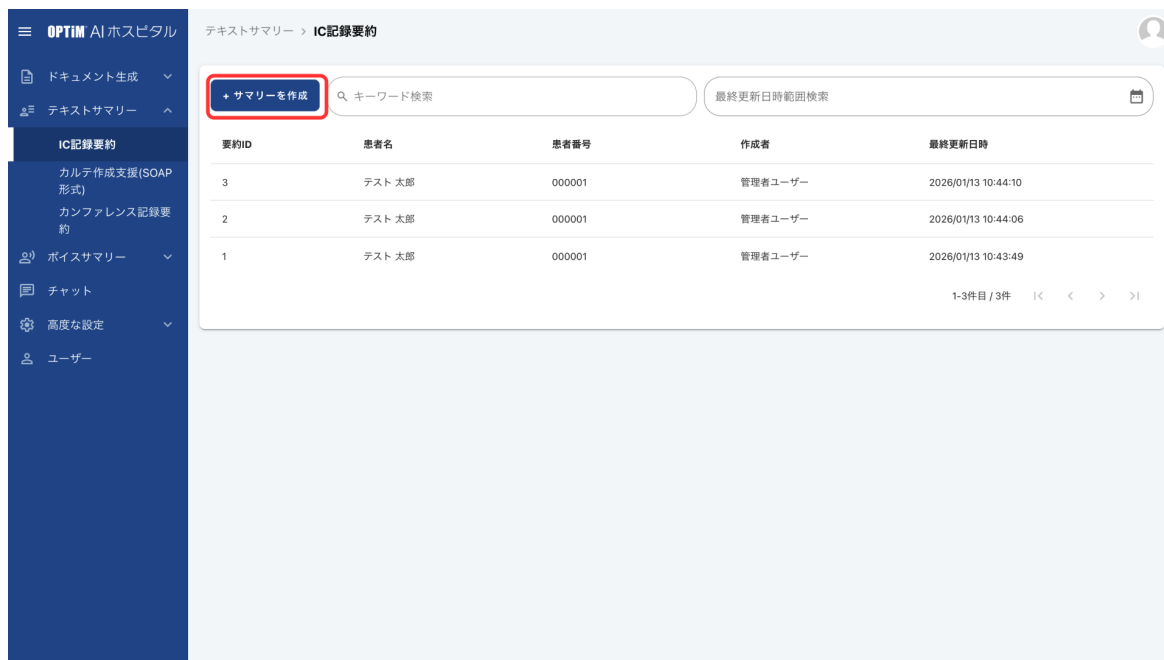 OPTiM AIホスピタル
テキストサマリー > IC記録要約
ドキュメント生成
テキストサマリー
IC記録要約
カルテ作成支援(SOAP
形式)
カンファレンス記録要
約
ボイスサマリー
チャット
高度な設定
ユーザー
+ サマリーを作成
キーワード検索
最終更新日時範囲検索
要約ID 患者名 患者番号 作成者 最終更新日時
3 テスト 太郎 000001 管理者ユーザー 2026/01/13 10:44:10
2 テスト 太郎 000001 管理者ユーザー 2026/01/13 10:44:06
1 テスト 太郎 000001 管理者ユーザー 2026/01/13 10:43:49
1-3件目 / 3件